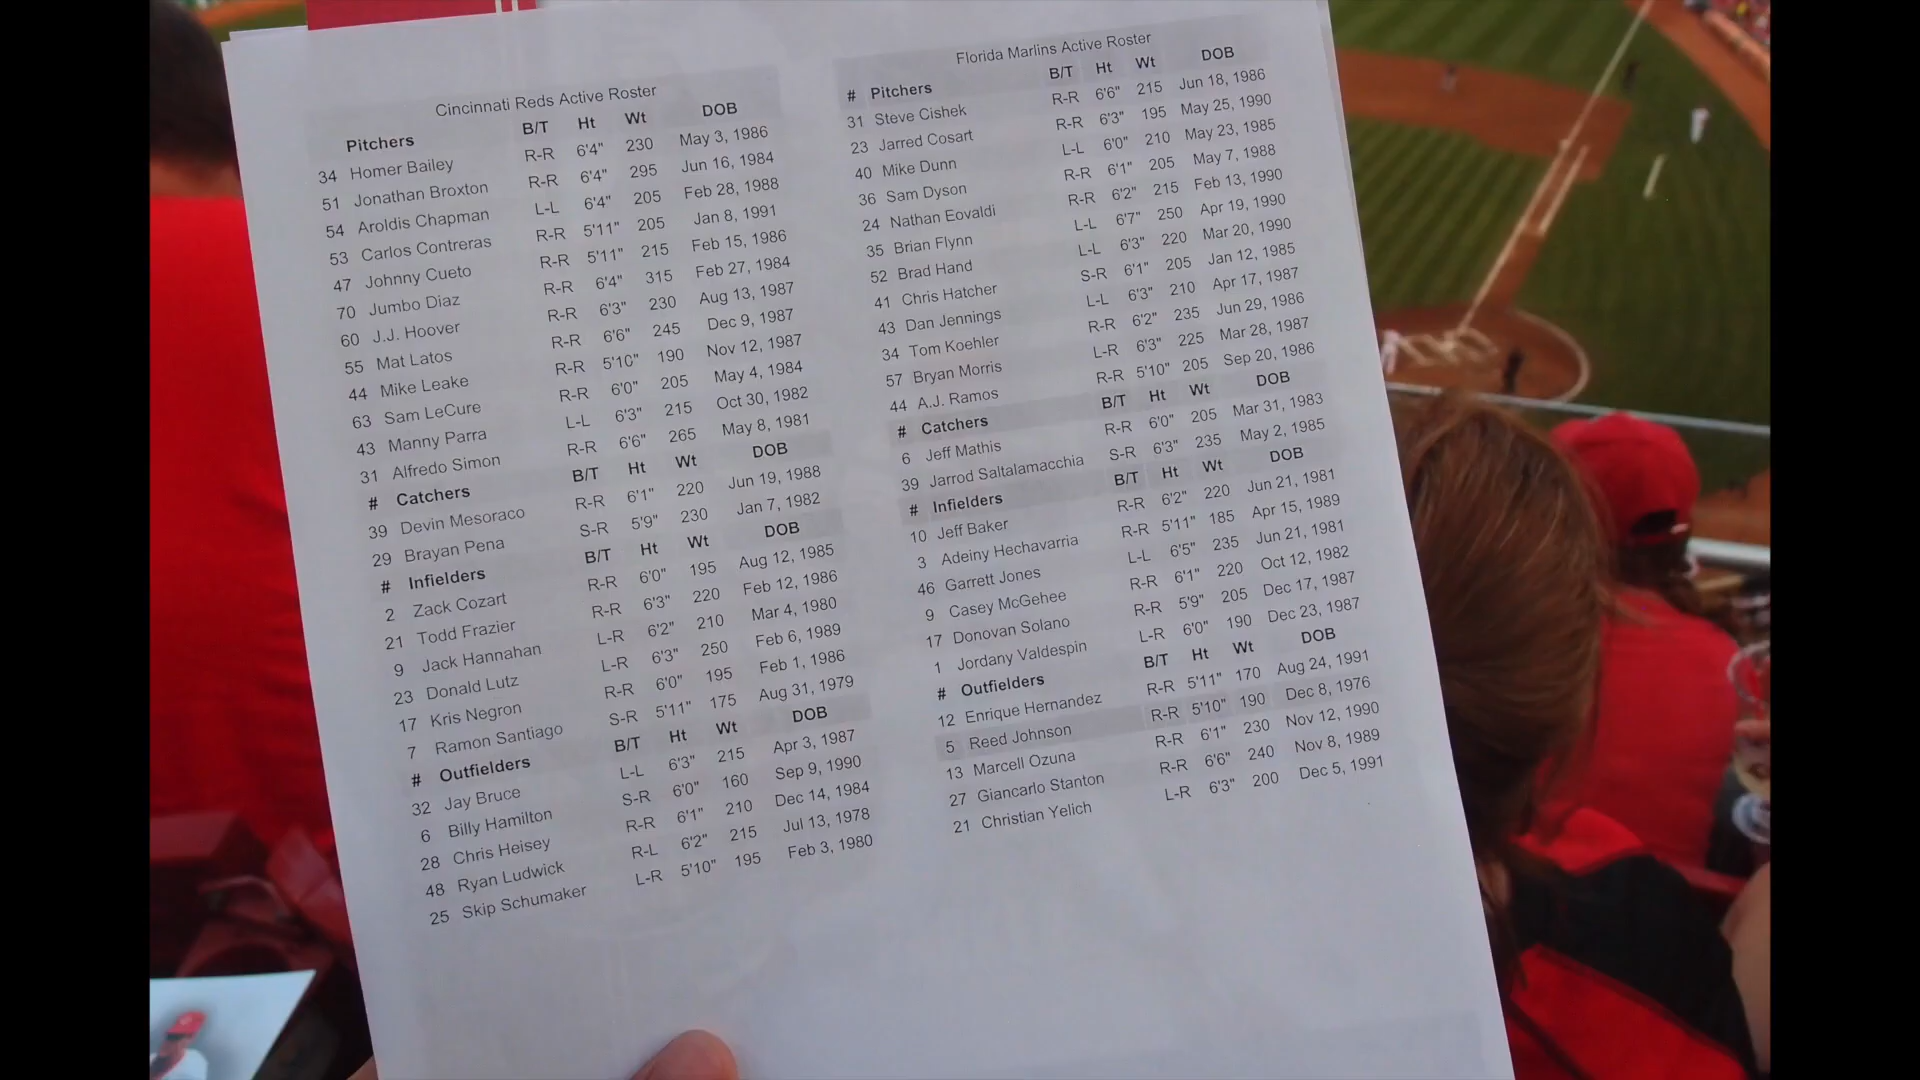 Cincinnati Reds Active Roster
Pitchers B/T Ht Wt DOB
34 Homer Bailey R-R 6'4" 230 May 3, 1986
51 Jonathan Broxton R-R 6'4" 295 Jun 16, 1984
54 Aroldis Chapman L-L 6'4" 205 Feb 28, 1988
53 Carlos Contreras R-R 5'11" 205 Jan 8, 1991
47 Johnny Cueto R-R 5'11" 215 Feb 15, 1986
70 Jumbo Diaz R-R 6'4" 315 Feb 27, 1984
60 J.J. Hoover R-R 6'3" 230 Aug 13, 1987
55 Mat Latos R-R 6'6" 245 Dec 9, 1987
44 Mike Leake R-R 5'10" 190 Nov 12, 1987
63 Sam LeCure R-R 6'0" 205 May 4, 1984
43 Manny Parra L-L 6'3" 215 Oct 30, 1982
31 Alfredo Simon R-R 6'6" 265 May 8, 1981
# Catchers B/T Ht Wt DOB
39 Devin Mesoraco R-R 6'1" 220 Jun 19, 1988
29 Brayan Pena S-R 5'9" 230 Jan 7, 1982
# Infielders B/T Ht Wt DOB
2 Zack Cozart R-R 6'0" 195 Aug 12, 1985
21 Todd Frazier R-R 6'3" 220 Feb 12, 1986
9 Jack Hannahan L-R 6'2" 210 Mar 4, 1980
23 Donald Lutz L-R 6'3" 250 Feb 6, 1989
17 Kris Negron R-R 6'0" 195 Feb 1, 1986
7 Ramon Santiago S-R 5'11" 175 Aug 31, 1979
# Outfielders B/T Ht Wt DOB
32 Jay Bruce L-L 6'3" 215 Apr 3, 1987
6 Billy Hamilton S-R 6'0" 160 Sep 9, 1990
28 Chris Heisey R-R 6'1" 210 Dec 14, 1984
48 Ryan Ludwick R-L 6'2" 215 Jul 13, 1978
25 Skip Schumaker L-R 5'10" 195 Feb 3, 1980
Florida Marlins Active Roster
# Pitchers B/T Ht Wt DOB
31 Steve Cishek R-R 6'6" 215 Jun 18, 1986
23 Jarred Cosart R-R 6'3" 195 May 25, 1990
40 Mike Dunn L-L 6'0" 210 May 23, 1985
36 Sam Dyson R-R 6'1" 205 May 7, 1988
24 Nathan Eovaldi R-R 6'2" 215 Feb 13, 1990
35 Brian Flynn L-L 6'7" 250 Apr 19, 1990
52 Brad Hand L-L 6'3" 220 Mar 20, 1990
41 Chris Hatcher S-R 6'1" 205 Jan 12, 1985
43 Dan Jennings L-L 6'3" 210 Apr 17, 1987
34 Tom Koehler R-R 6'2" 235 Jun 29, 1986
57 Bryan Morris L-R 6'3" 225 Mar 28, 1987
44 A.J. Ramos R-R 5'10" 205 Sep 20, 1986
# Catchers B/T Ht Wt DOB
6 Jeff Mathis R-R 6'0" 205 Mar 31, 1983
39 Jarrod Saltalamacchia S-R 6'3" 235 May 2, 1985
# Infielders B/T Ht Wt DOB
10 Jeff Baker R-R 6'2" 220 Jun 21, 1981
3 Adeiny Hechavarria R-R 5'11" 185 Apr 15, 1989
46 Garrett Jones L-L 6'5" 235 Jun 21, 1981
9 Casey McGehee R-R 6'1" 220 Oct 12, 1982
17 Donovan Solano R-R 5'9" 205 Dec 17, 1987
1 Jordany Valdespin L-R 6'0" 190 Dec 23, 1987
# Outfielders B/T Ht Wt DOB
12 Enrique Hernandez R-R 5'11" 170 Aug 24, 1991
5 Reed Johnson R-R 5'10" 190 Dec 8, 1976
13 Marcell Ozuna R-R 6'1" 230 Nov 12, 1990
27 Giancarlo Stanton R-R 6'6" 240 Nov 8, 1989
21 Christian Yelich L-R 6'3" 200 Dec 5, 1991